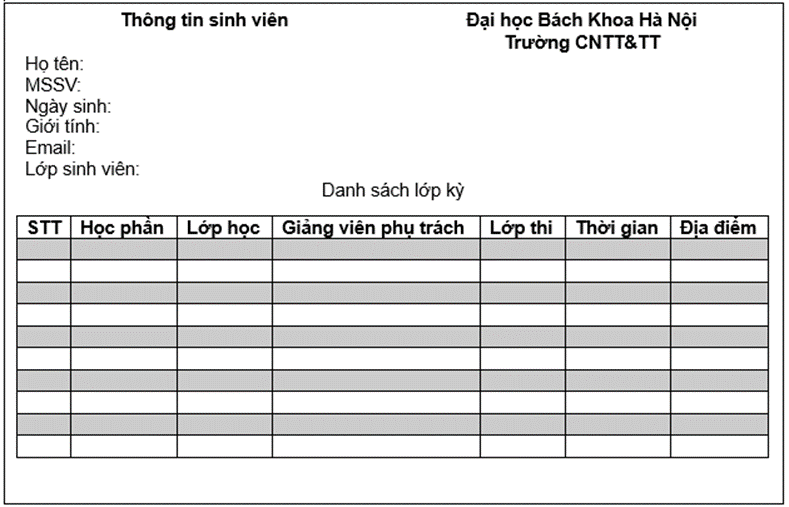 Thông tin sinh viên
Đại học Bách Khoa Hà Nội
Trường CNTT&TT
Họ tên:
MSSV:
Ngày sinh:
Giới tính:
Email:
Lớp sinh viên:
Danh sách lớp kỳ
STT Học phần Lớp học Giảng viên phụ trách Lớp thi Thời gian Địa điểm